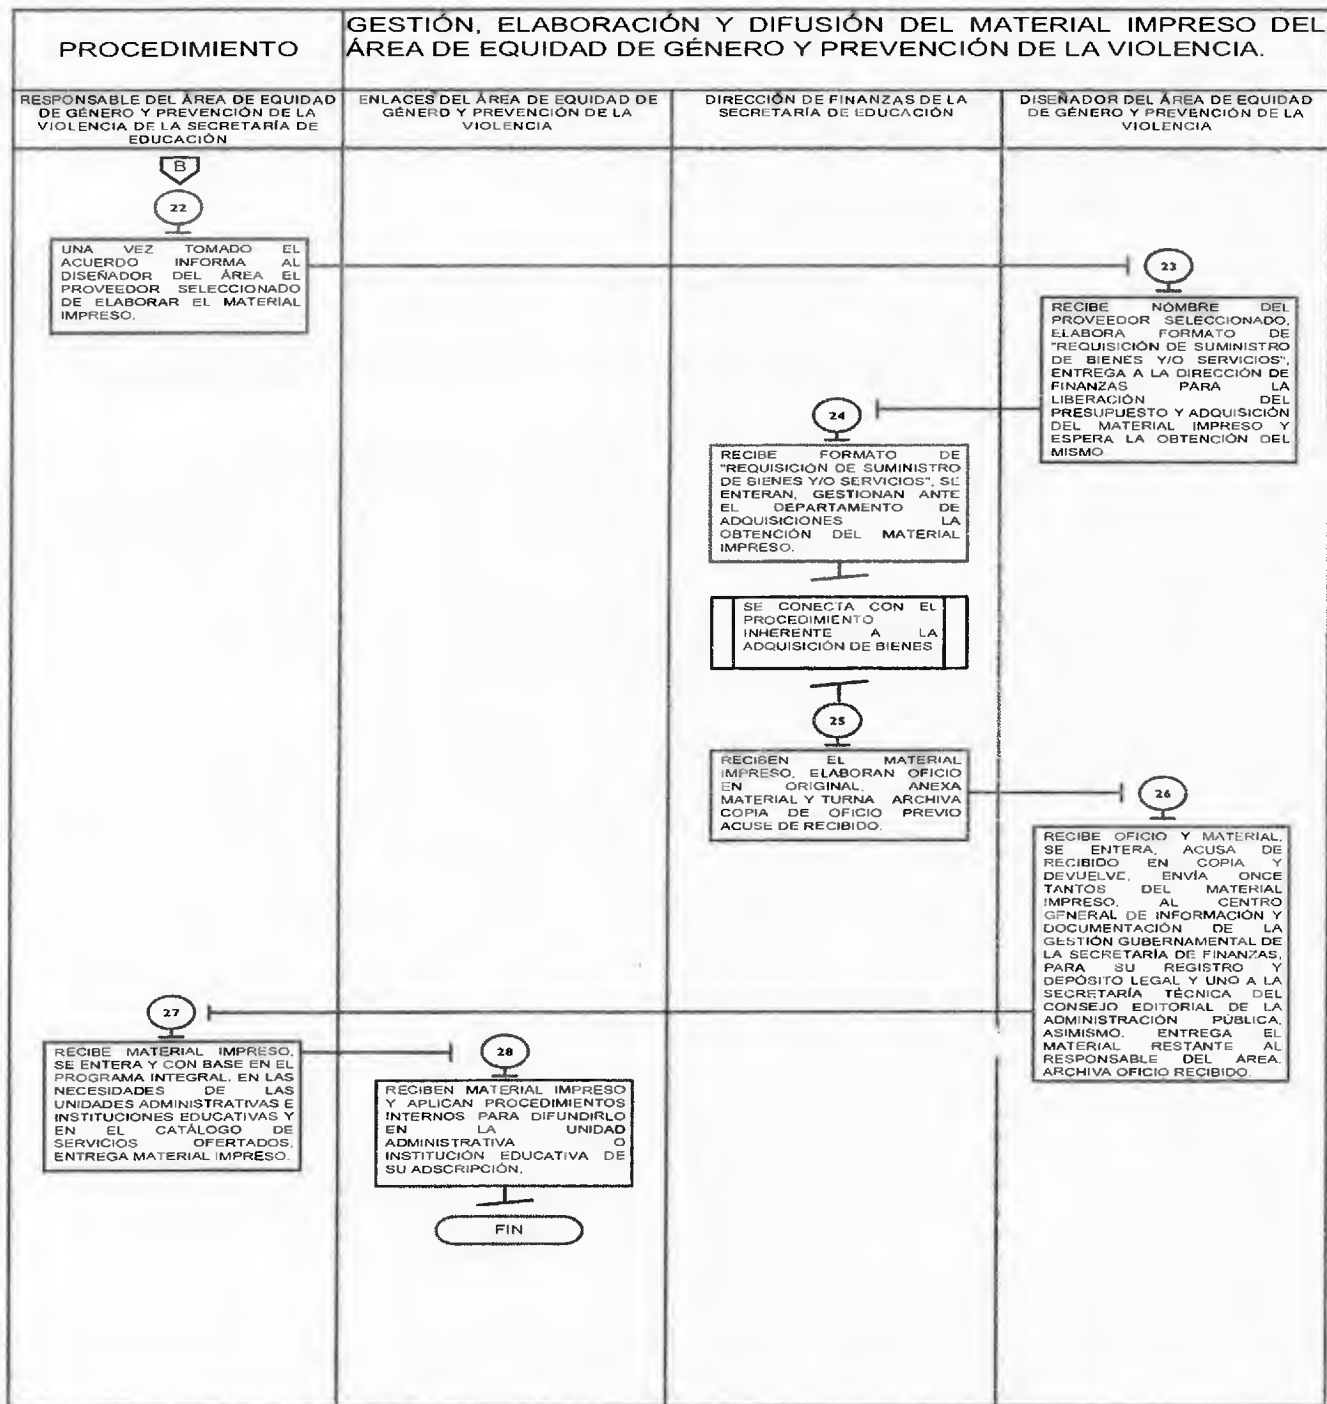 PROCEDIMIENTO
GESTIÓN, ELABORACIÓN Y DIFUSIÓN DEL MATERIAL IMPRESO DEL
ÁREA DE EQUIDAD DE GÉNERO Y PREVENCIÓN DE LA VIOLENCIA.
RESPONSABLE DEL ÁREA DE EQUIDAD
DE GÉNERO Y PREVENCIÓN DE LA
VIOLENCIA DE LA SECRETARÍA DE
EDUCACIÓN
ENLACES DEL ÁREA DE EQUIDAD DE
GÉNERO Y PREVENCIÓN DE LA
VIOLENCIA
DIRECCIÓN DE FINANZAS DE LA
SECRETARÍA DE EDUCACIÓN
DISEÑADOR DEL ÁREA DE EQUIDAD
DE GÉNERO Y PREVENCIÓN DE LA
VIOLENCIA
B
22
UNA VEZ TOMADO EL
ACUERDO INFORMA AL
DISEÑADOR DEL ÁREA EL
PROVEEDOR SELECCIONADO
DE ELABORAR EL MATERIAL
IMPRESO.
23
RECIBE NOMBRE DEL
PROVEEDOR SELECCIONADO,
ELABORA FORMATO DE
"REQUISICIÓN DE SUMINISTRO
DE BIENES Y/O SERVICIOS",
ENTREGA A LA DIRECCIÓN DE
FINANZAS PARA LA
LIBERACIÓN DEL
PRESUPUESTO Y ADQUISICIÓN
DEL MATERIAL IMPRESO Y
ESPERA LA OBTENCIÓN DEL
MISMO
24
RECIBE FORMATO DE
"REQUISICIÓN DE SUMINISTRO
DE BIENES Y/O SERVICIOS", SE
ENTERAN, GESTIONAN ANTE
EL DEPARTAMENTO DE
ADQUISICIONES LA
OBTENCIÓN DEL MATERIAL
IMPRESO.
SE CONECTA CON EL
PROCEDIMIENTO
INHERENTE A LA
ADQUISICIÓN DE BIENES
25
RECIBEN EL MATERIAL
IMPRESO, ELABORAN OFICIO
EN ORIGINAL, ANEXA
MATERIAL Y TURNA ARCHIVA
COPIA DE OFICIO PREVIO
ACUSE DE RECIBIDO.
26
RECIBE OFICIO Y MATERIAL,
SE ENTERA, ACUSA DE
RECIBIDO EN COPIA Y
DEVUELVE, ENVÍA ONCE
TANTOS DEL MATERIAL
IMPRESO, AL CENTRO
GENERAL DE INFORMACIÓN Y
DOCUMENTACIÓN DE LA
GESTIÓN GUBERNAMENTAL DE
LA SECRETARÍA DE FINANZAS,
PARA SU REGISTRO Y
DEPÓSITO LEGAL Y UNO A LA
SECRETARÍA TÉCNICA DEL
CONSEJO EDITORIAL DE LA
ADMINISTRACIÓN PÚBLICA,
ASIMISMO, ENTREGA EL
MATERIAL RESTANTE AL
RESPONSABLE DEL ÁREA.
ARCHIVA OFICIO RECIBIDO.
27
RECIBE MATERIAL IMPRESO,
SE ENTERA Y CON BASE EN EL
PROGRAMA INTEGRAL, EN LAS
NECESIDADES DE LAS
UNIDADES ADMINISTRATIVAS E
INSTITUCIONES EDUCATIVAS Y
EN EL CATÁLOGO DE
SERVICIOS OFERTADOS,
ENTREGA MATERIAL IMPRESO.
28
RECIBEN MATERIAL IMPRESO
Y APLICAN PROCEDIMIENTOS
INTERNOS PARA DIFUNDIRLO
EN LA UNIDAD
ADMINISTRATIVA O
INSTITUCIÓN EDUCATIVA DE
SU ADSCRIPCIÓN.
FIN